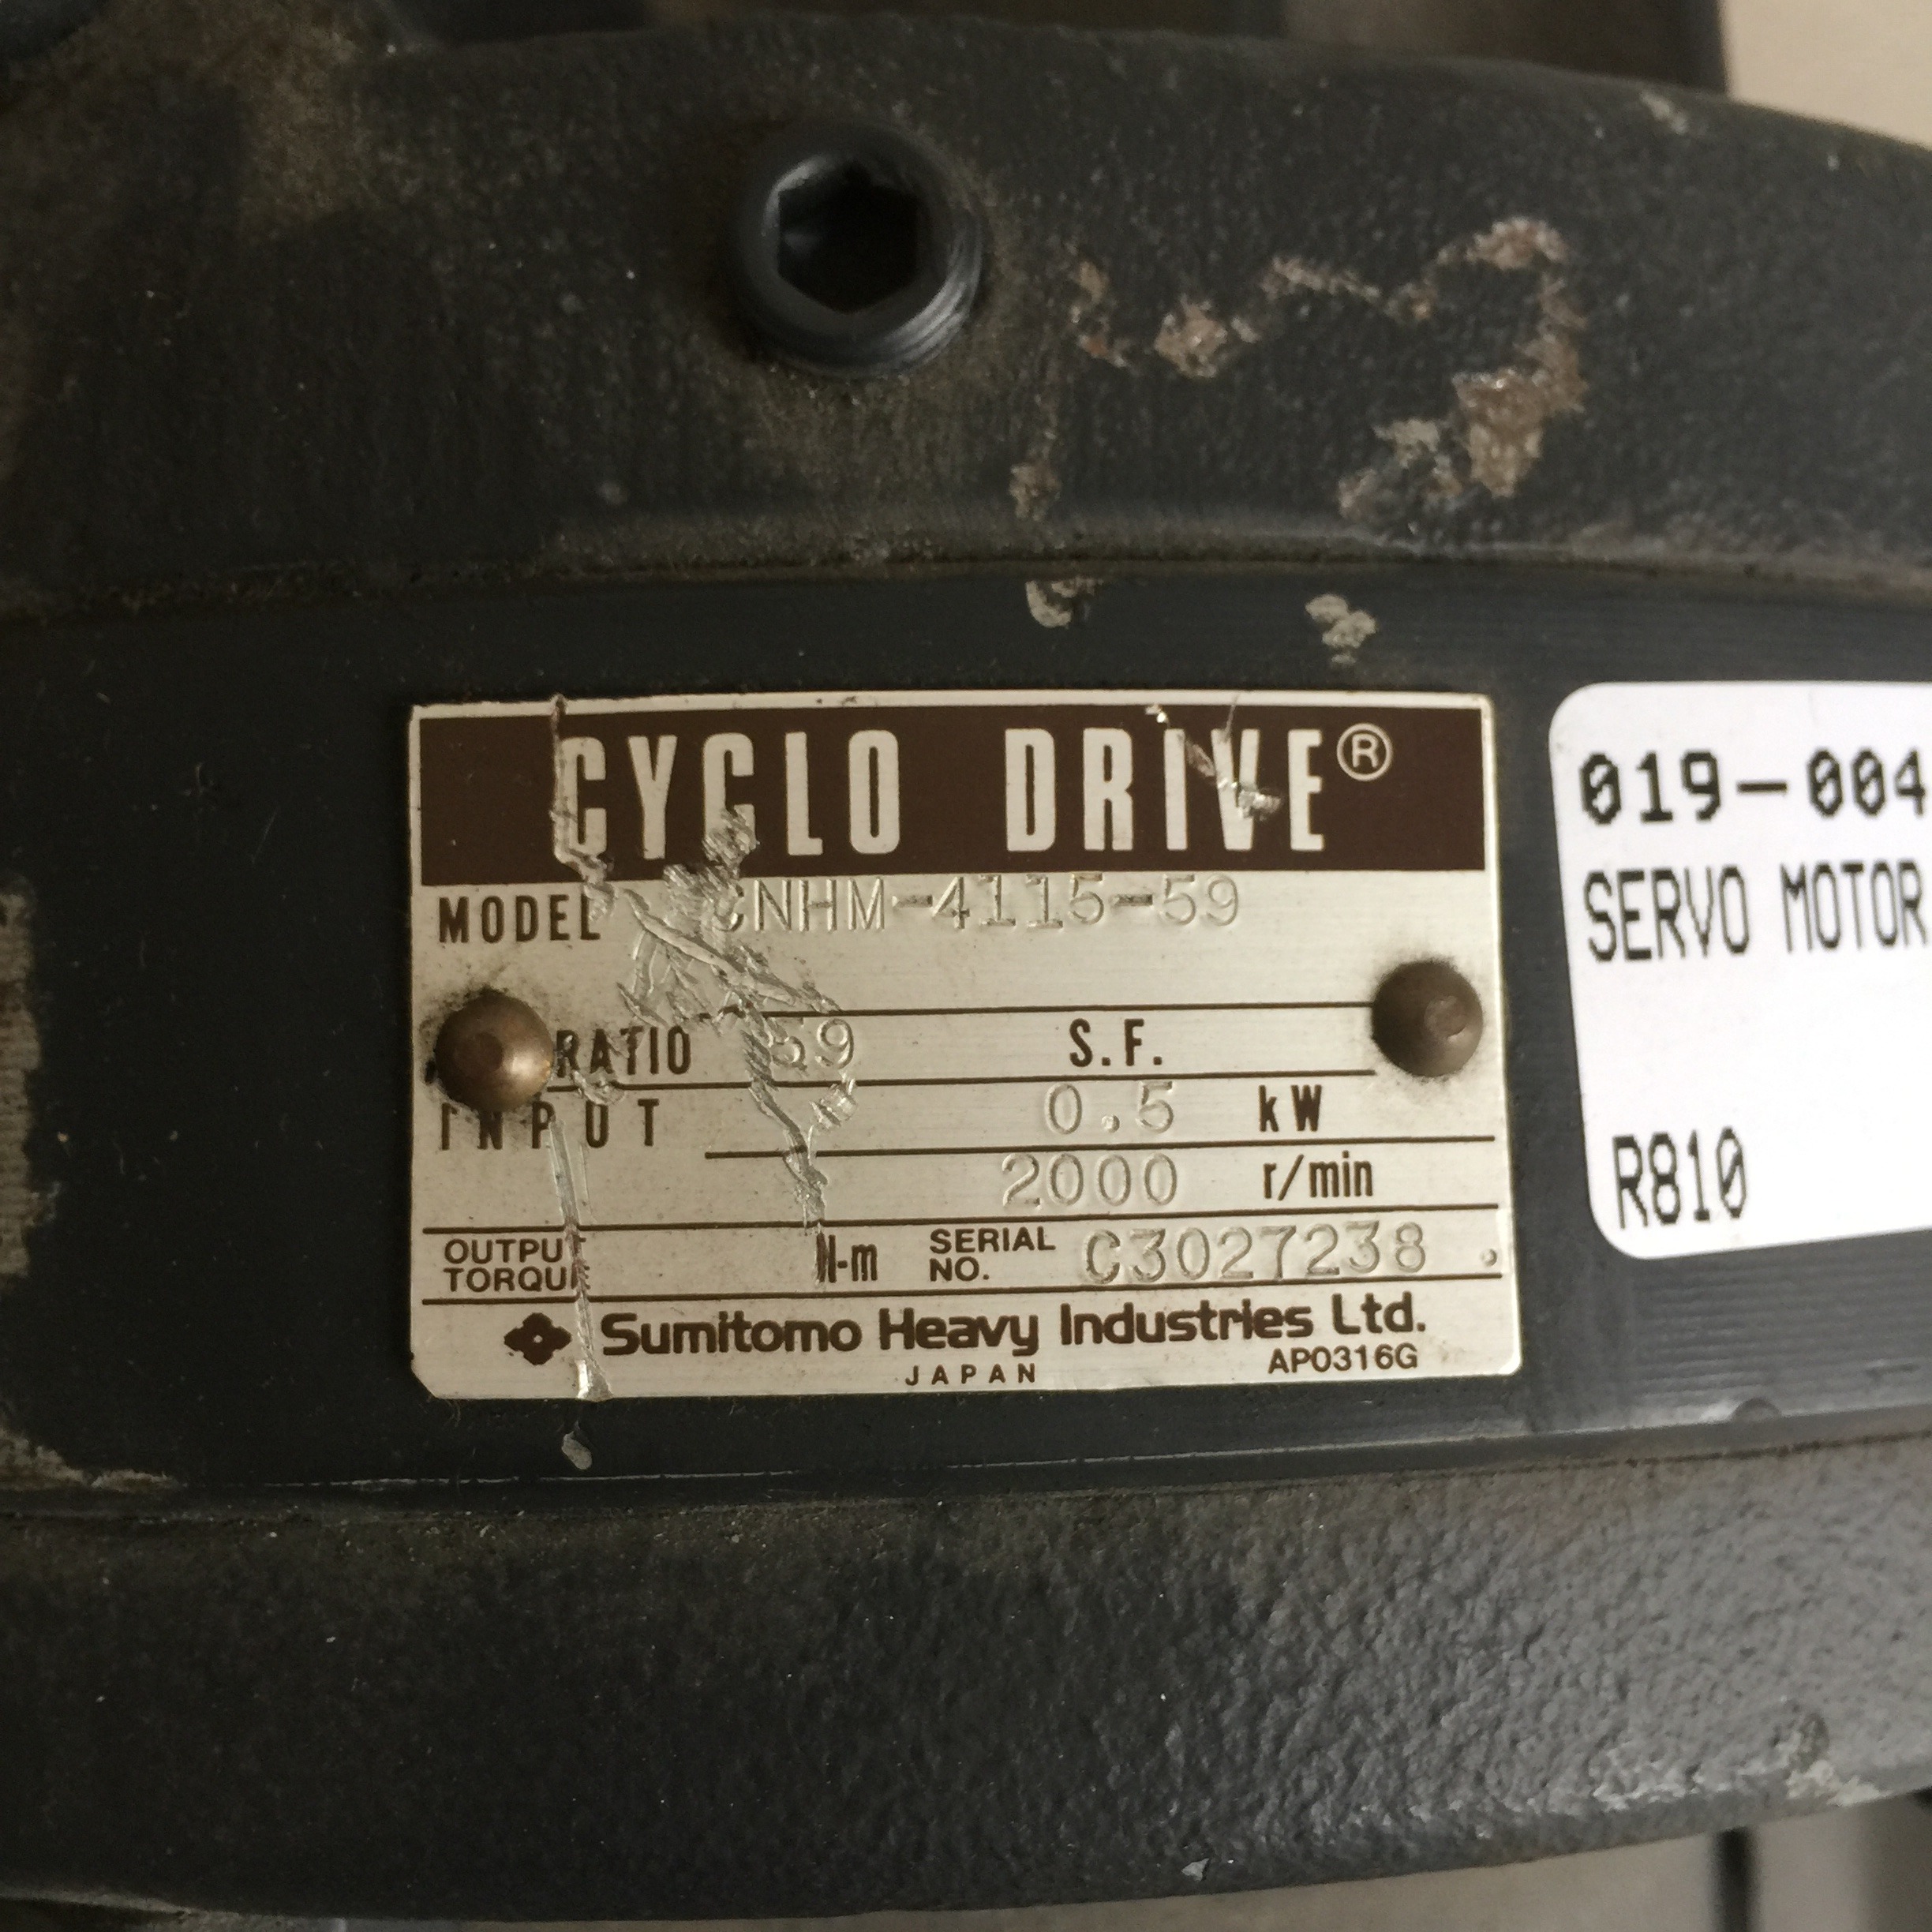 CYCLO DRIVE®
MODEL CNHM-4115-59
RATIO 59 S.F.
INPUT 0.5 kW
2000 r/min
OUTPUT TORQUE N-m SERIAL NO. C3027238 .
Sumitomo Heavy Industries Ltd.
JAPAN AP0316G
019-004
SERVO MOTOR
R810